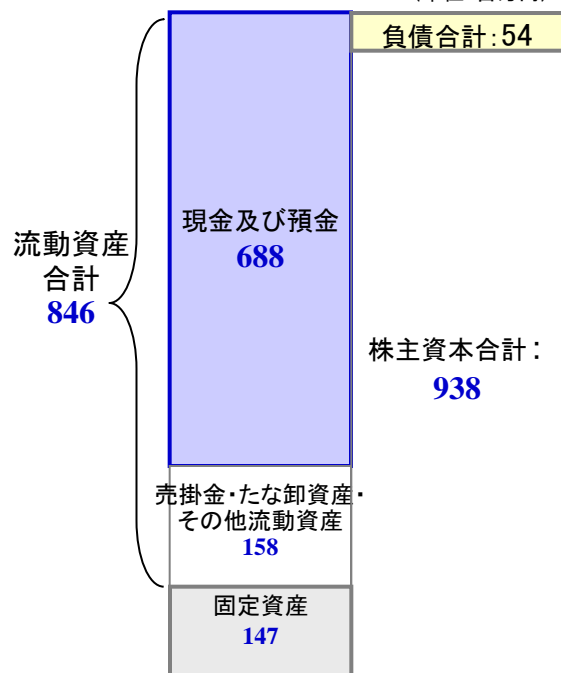 負債合計：54
現金及び預金
688
流動資産
合計
846
株主資本合計：
938
売掛金・たな卸資産・
その他流動資産
158
固定資産
147